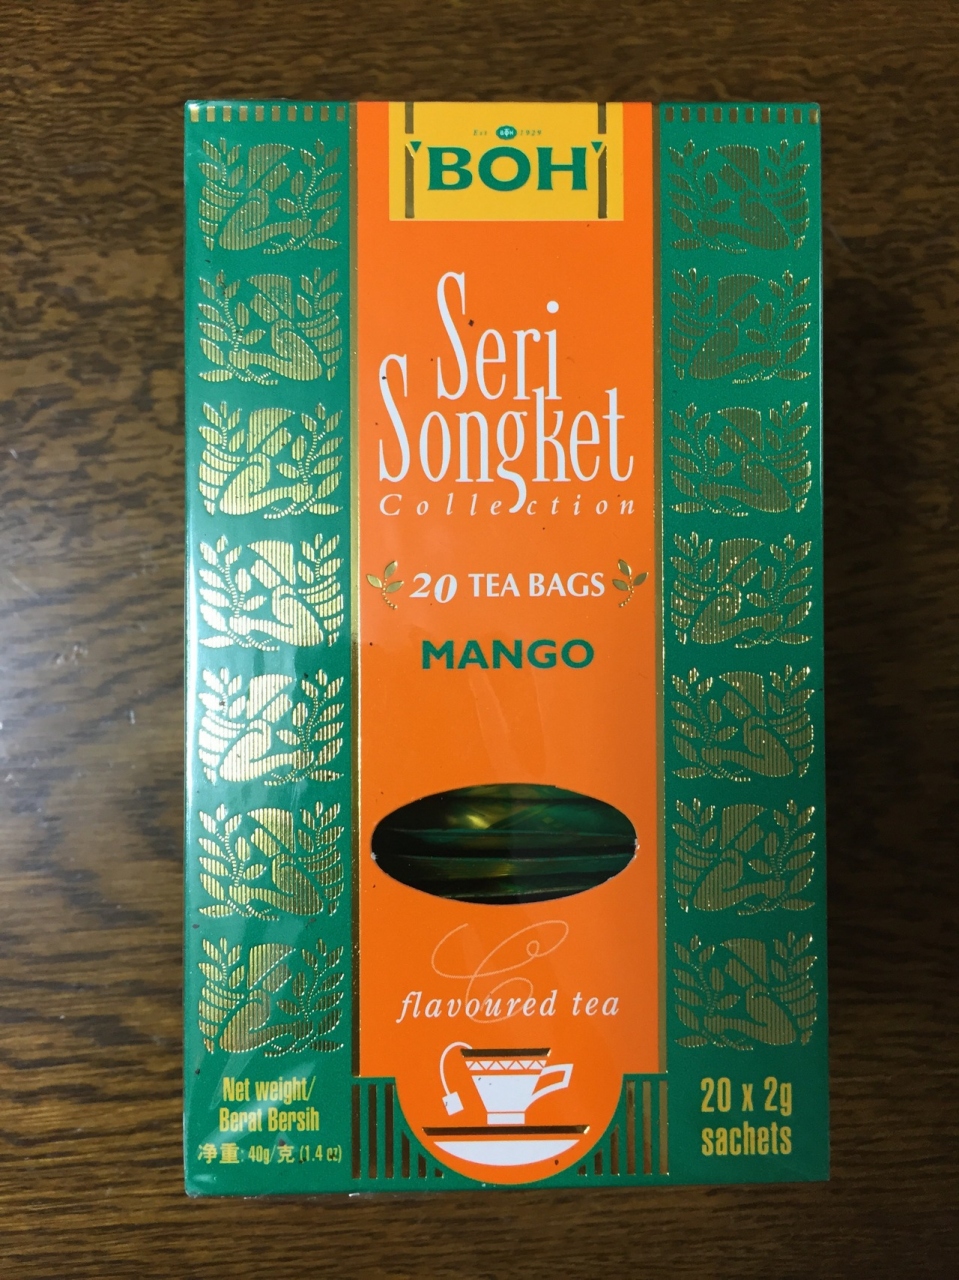 Est BOH 1929
BOH
Seri
Songket
Collection
20 TEA BAGS
MANGO
flavoured tea
Net weight/
Berat Bersih
净重: 40g/克 (1.4 oz)
20 x 2g
sachets